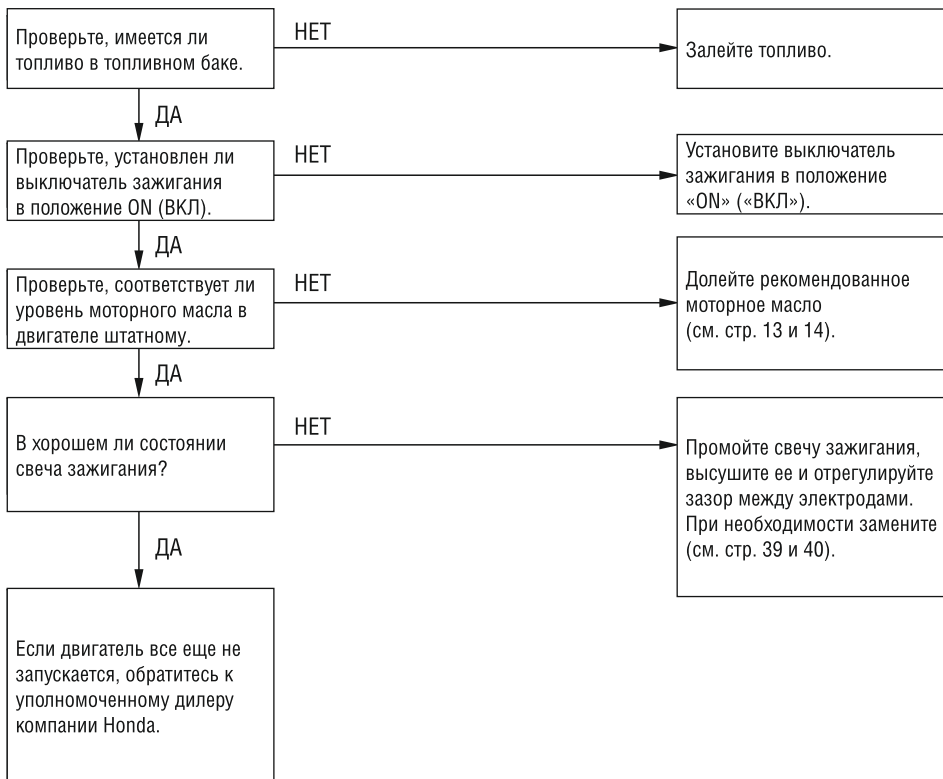 Проверьте, имеется ли
топливо в топливном баке.
НЕТ
Залейте топливо.
ДА
Проверьте, установлен ли
выключатель зажигания
в положение ON (ВКЛ).
НЕТ
Установите выключатель
зажигания в положение
«ON» («ВКЛ»).
ДА
Проверьте, соответствует ли
уровень моторного масла в
двигателе штатному.
НЕТ
Долейте рекомендованное
моторное масло
(см. стр. 13 и 14).
ДА
В хорошем ли состоянии
свеча зажигания?
НЕТ
Промойте свечу зажигания,
высушите ее и отрегулируйте
зазор между электродами.
При необходимости замените
(см. стр. 39 и 40).
ДА
Если двигатель все еще не
запускается, обратитесь к
уполномоченному дилеру
компании Honda.